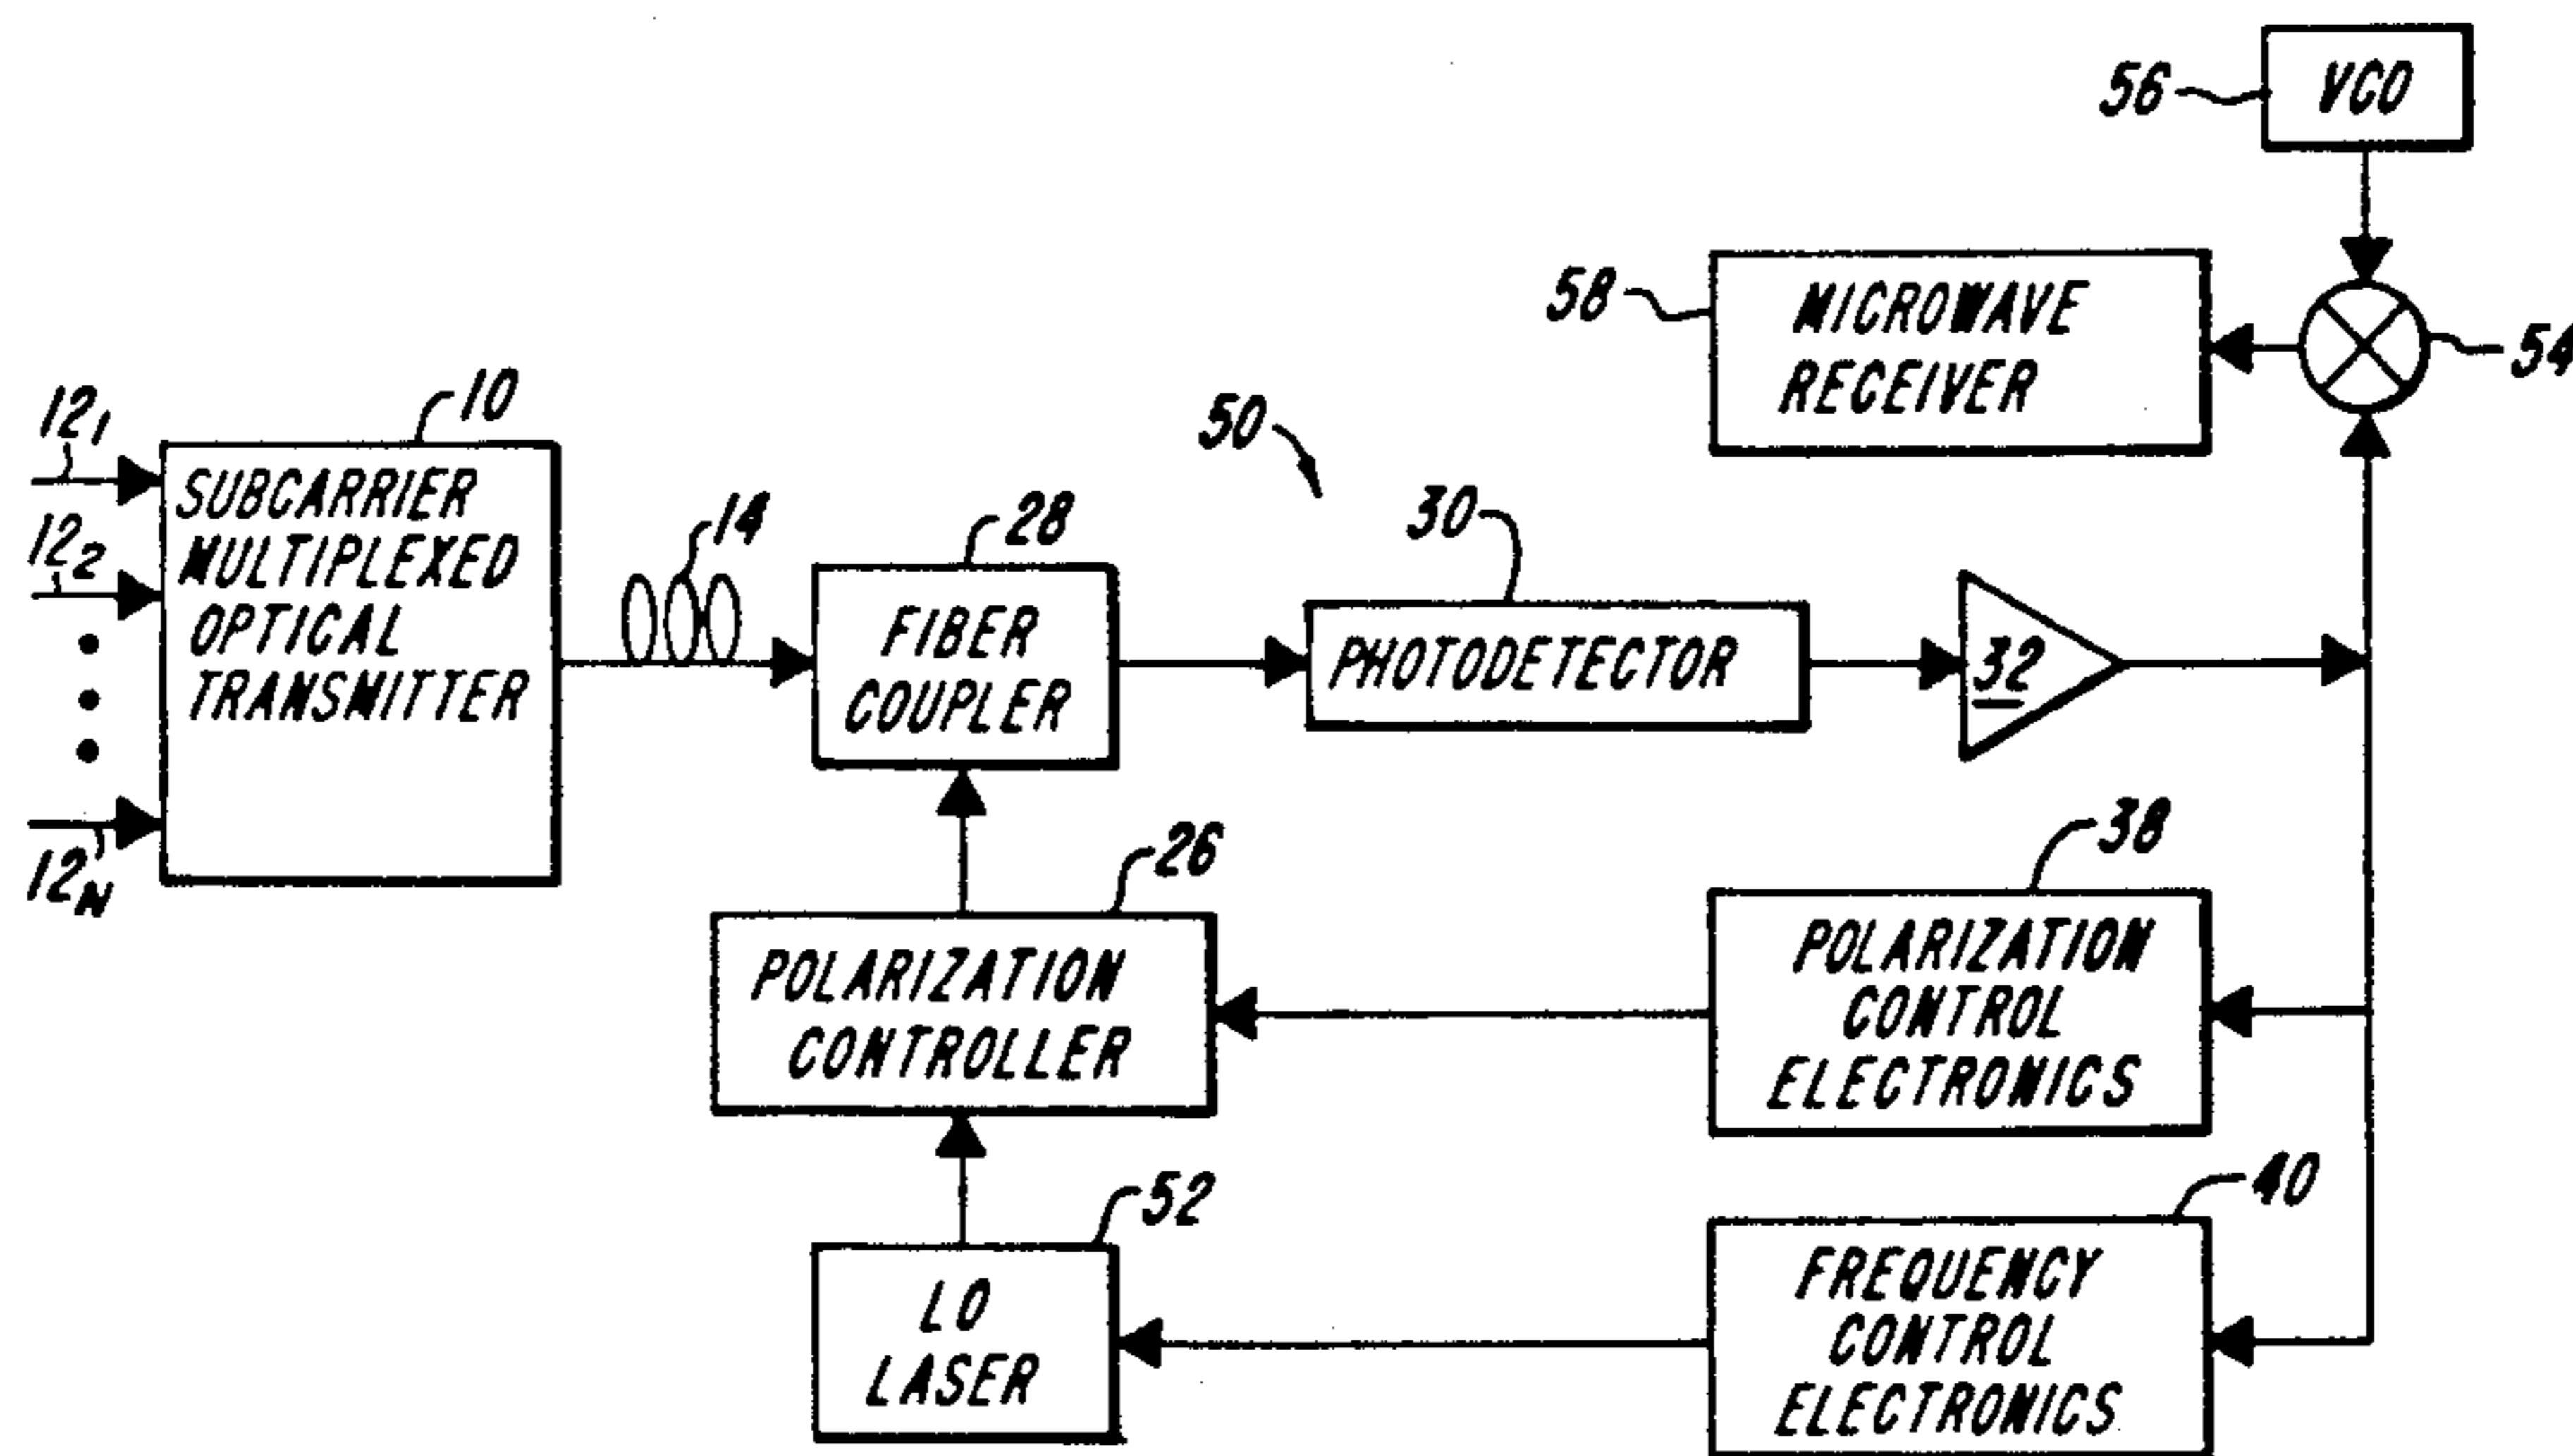 56
VCO
58
MICROWAVE
RECEIVER
54
10
12₁
SUBCARRIER
MULTIPLEXED
OPTICAL
TRANSMITTER
12₂
12ₙ
14
28
FIBER
COUPLER
50
30
PHOTODETECTOR
32
26
POLARIZATION
CONTROLLER
38
POLARIZATION
CONTROL
ELECTRONICS
52
LO
LASER
40
FREQUENCY
CONTROL
ELECTRONICS